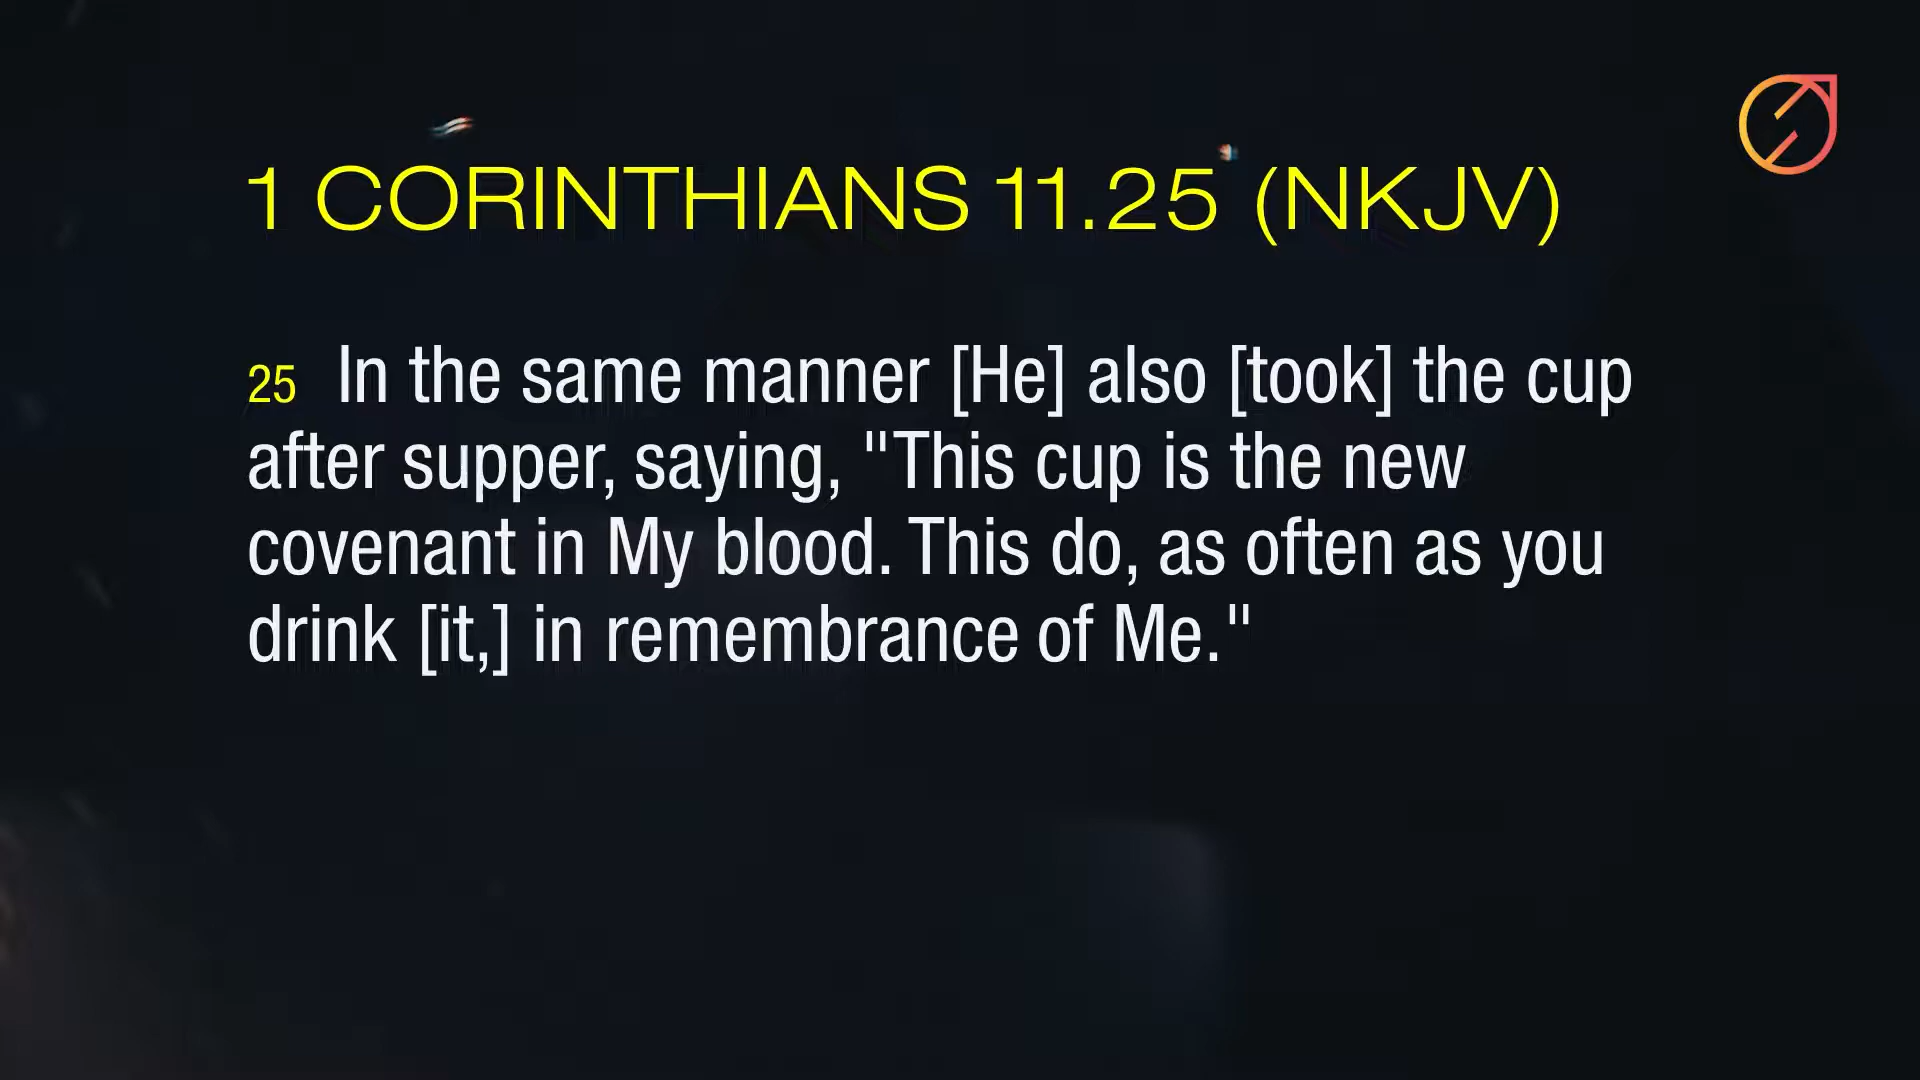 1 CORINTHIANS 11.25 (NKJV)
25 In the same manner [He] also [took] the cup
after supper, saying, "This cup is the new
covenant in My blood. This do, as often as you
drink [it,] in remembrance of Me."